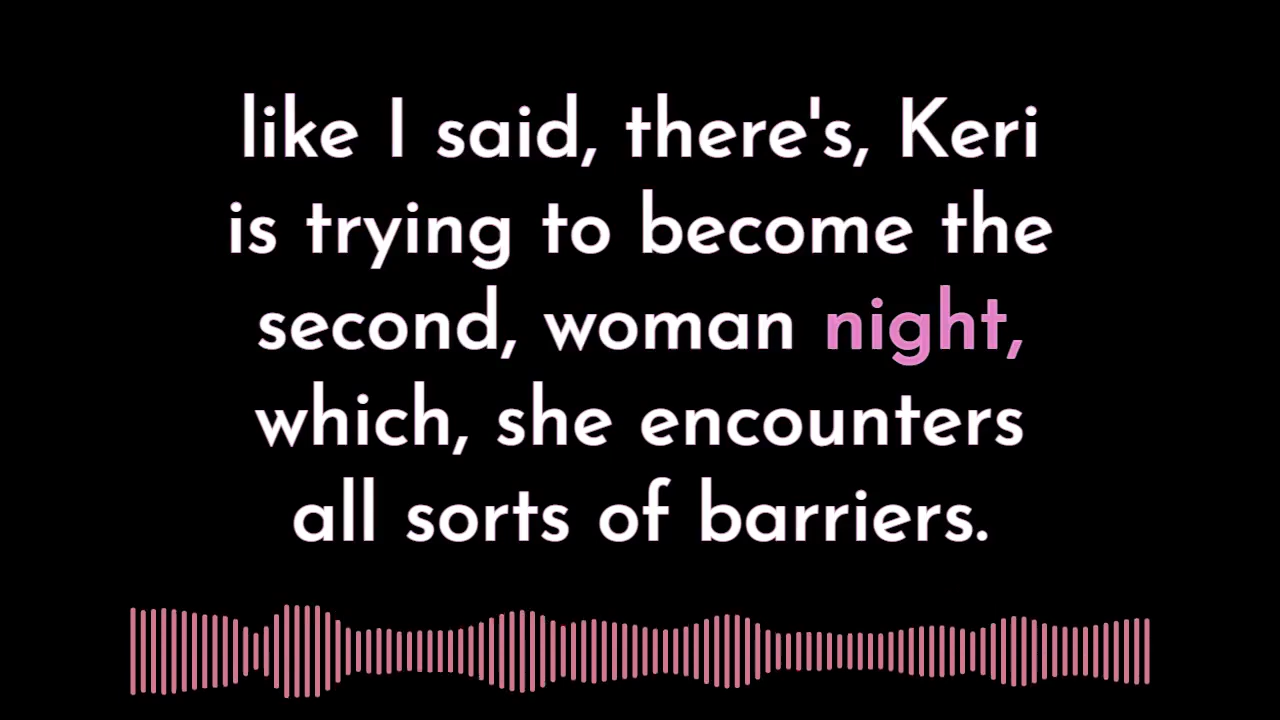 like I said, there's, Keri
is trying to become the
second, woman night,
which, she encounters
all sorts of barriers.